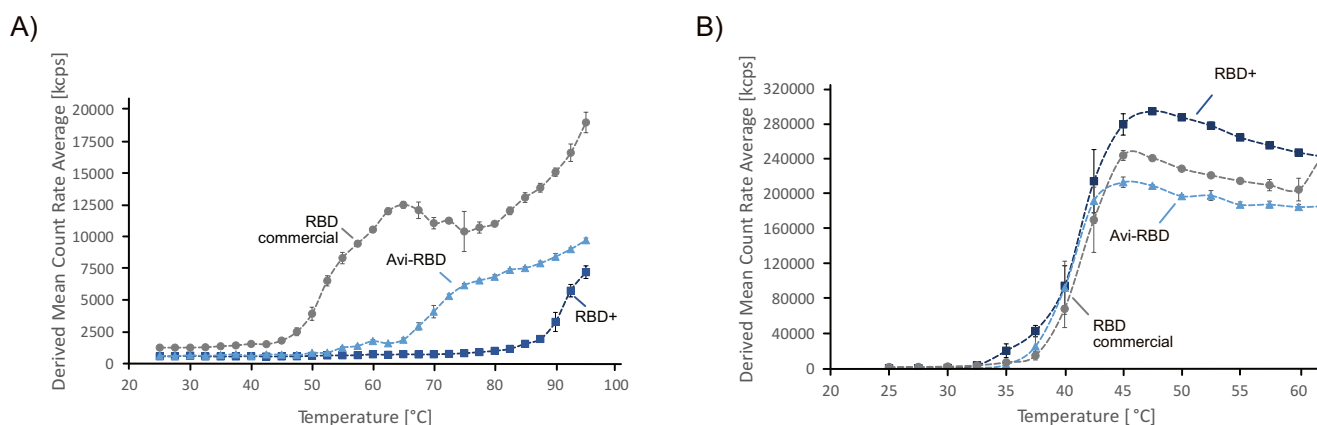 A)
Derived Mean Count Rate Average [kcps]
20000
17500
15000
12500
10000
7500
5000
2500
0
20
30
40
50
60
70
80
90
100
Temperature [°C]
RBD
commercial
Avi-RBD
RBD+
B)
Derived Mean Count Rate Average [kcps]
320000
280000
240000
200000
160000
120000
80000
40000
0
20
25
30
35
40
45
50
55
60
Temperature [ °C]
RBD+
Avi-RBD
RBD
commercial